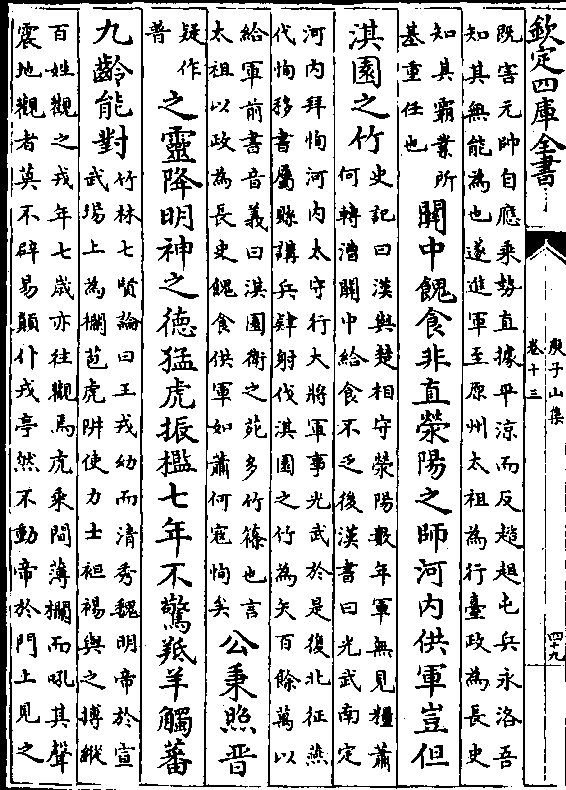 欽定四庫全書
庾子山集
卷十三
四十九
既害元帥自應乘勢直據平涼而反趑趄屯兵永洛吾
知其無能為也遂進軍至原州太祖為行臺政為長史
知其霸業所
基重任也
關中餽食非直滎陽之師河內供軍豈但
淇園之竹
史記曰漢與楚相守滎陽數年軍無見糧蕭
何轉漕關中給食不乏後漢書曰光武南定
河內拜恂河內太守行大將軍事光武於是復北征燕
代恂移書屬縣講兵肄射伐淇園之竹為矢百餘萬以
給軍前書音義曰淇園衛之苑多竹篠也言
太祖以政為長史餽食供軍如蕭何寇恂矣
公秉照晉
疑作
普
之靈降明神之德猛虎振檻七年不驚羝羊觸蕃
九齡能對
竹林七賢論曰王戎幼而清秀魏明帝於宣
武場上為欄苞虎阱使力士袒裼與之搏縱
百姓觀之戎年七歲亦往觀焉虎乘間薄欄而吼其聲
震地觀者莫不辟易顛仆戎亭然不動帝於門上見之